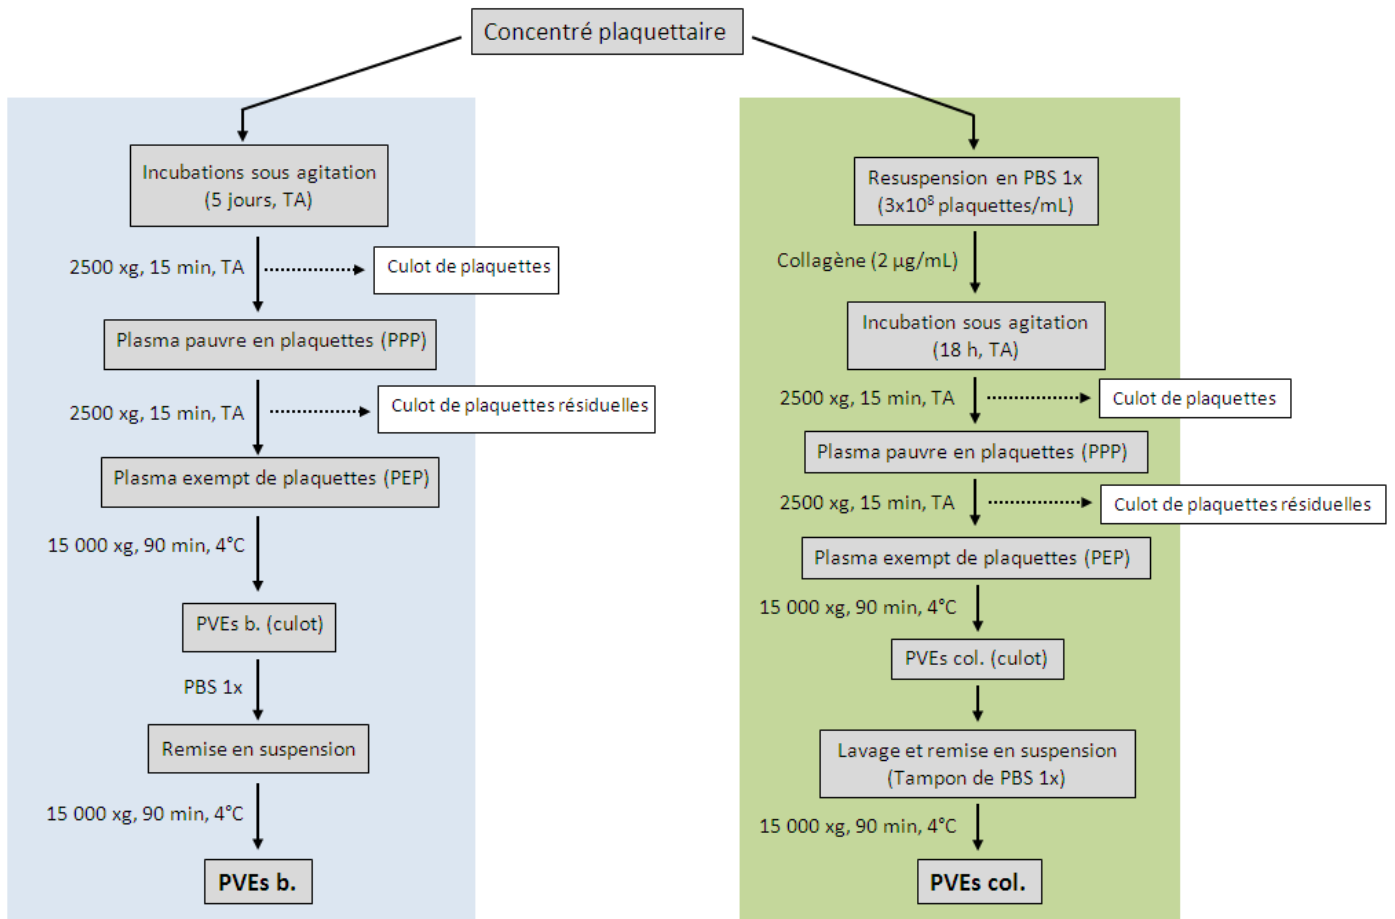 Concentré plaquettaire
Incubations sous agitation
(5 jours, TA)
2500 xg, 15 min, TA
Culot de plaquettes
Plasma pauvre en plaquettes (PPP)
2500 xg, 15 min, TA
Culot de plaquettes résiduelles
Plasma exempt de plaquettes (PEP)
15 000 xg, 90 min, 4°C
PVEs b. (culot)
PBS 1x
Remise en suspension
15 000 xg, 90 min, 4°C
PVEs b.
Resuspension en PBS 1x
(3x10⁸ plaquettes/mL)
Collagène (2 µg/mL)
Incubation sous agitation
(18 h, TA)
2500 xg, 15 min, TA
Culot de plaquettes
Plasma pauvre en plaquettes (PPP)
2500 xg, 15 min, TA
Culot de plaquettes résiduelles
Plasma exempt de plaquettes (PEP)
15 000 xg, 90 min, 4°C
PVEs col. (culot)
Lavage et remise en suspension
(Tampon de PBS 1x)
15 000 xg, 90 min, 4°C
PVEs col.